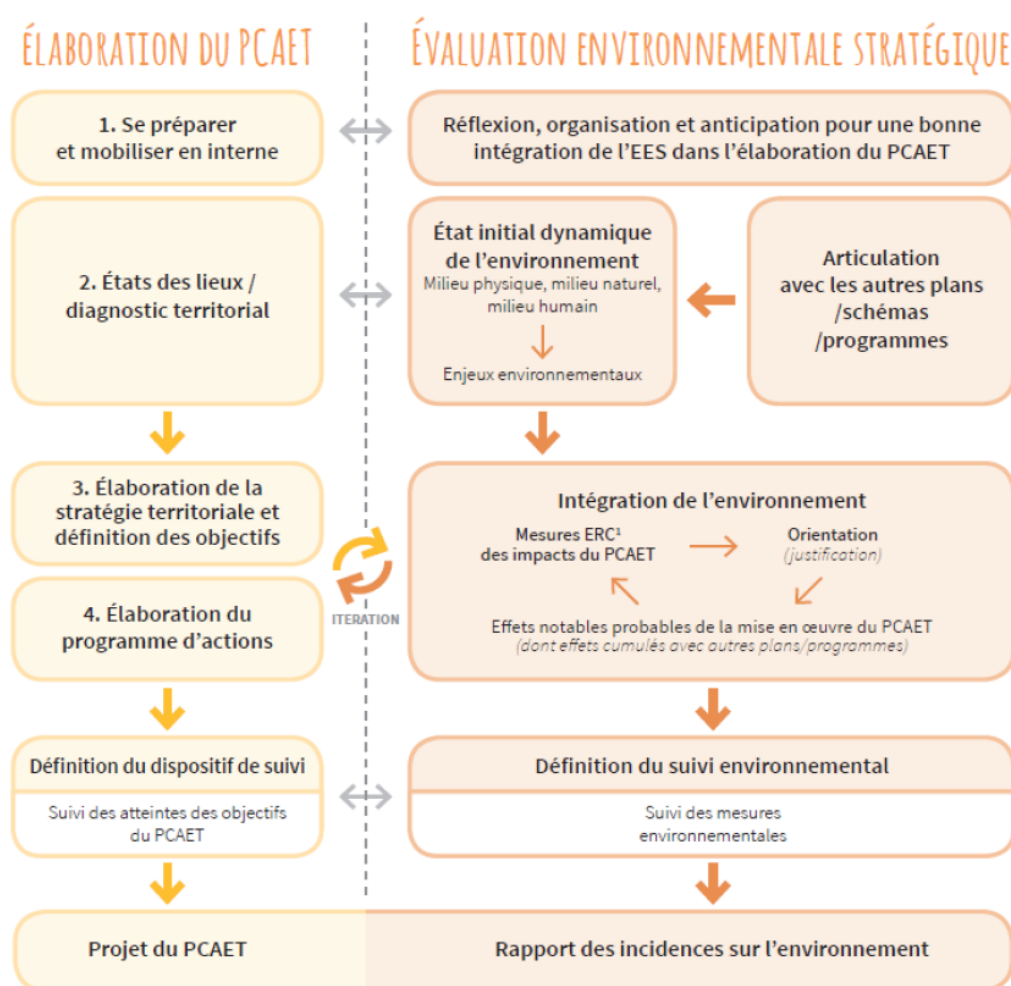 ÉLABORATION DU PCAET
ÉVALUATION ENVIRONNEMENTALE STRATÉGIQUE
1. Se préparer
et mobiliser en interne
Réflexion, organisation et anticipation pour une bonne
intégration de l’EES dans l’élaboration du PCAET
2. États des lieux /
diagnostic territorial
État initial dynamique
de l’environnement
Milieu physique, milieu naturel,
milieu humain
Enjeux environnementaux
Articulation
avec les autres plans
/schémas
/programmes
3. Élaboration de la
stratégie territoriale et
définition des objectifs
4. Élaboration du
programme d’actions
ITERATION
Intégration de l’environnement
Mesures ERC¹
des impacts du PCAET
Orientation
(justification)
Effets notables probables de la mise en œuvre du PCAET
(dont effets cumulés avec autres plans/programmes)
Définition du dispositif de suivi
Suivi des atteintes des objectifs
du PCAET
Définition du suivi environnemental
Suivi des mesures
environnementales
Projet du PCAET
Rapport des incidences sur l’environnement